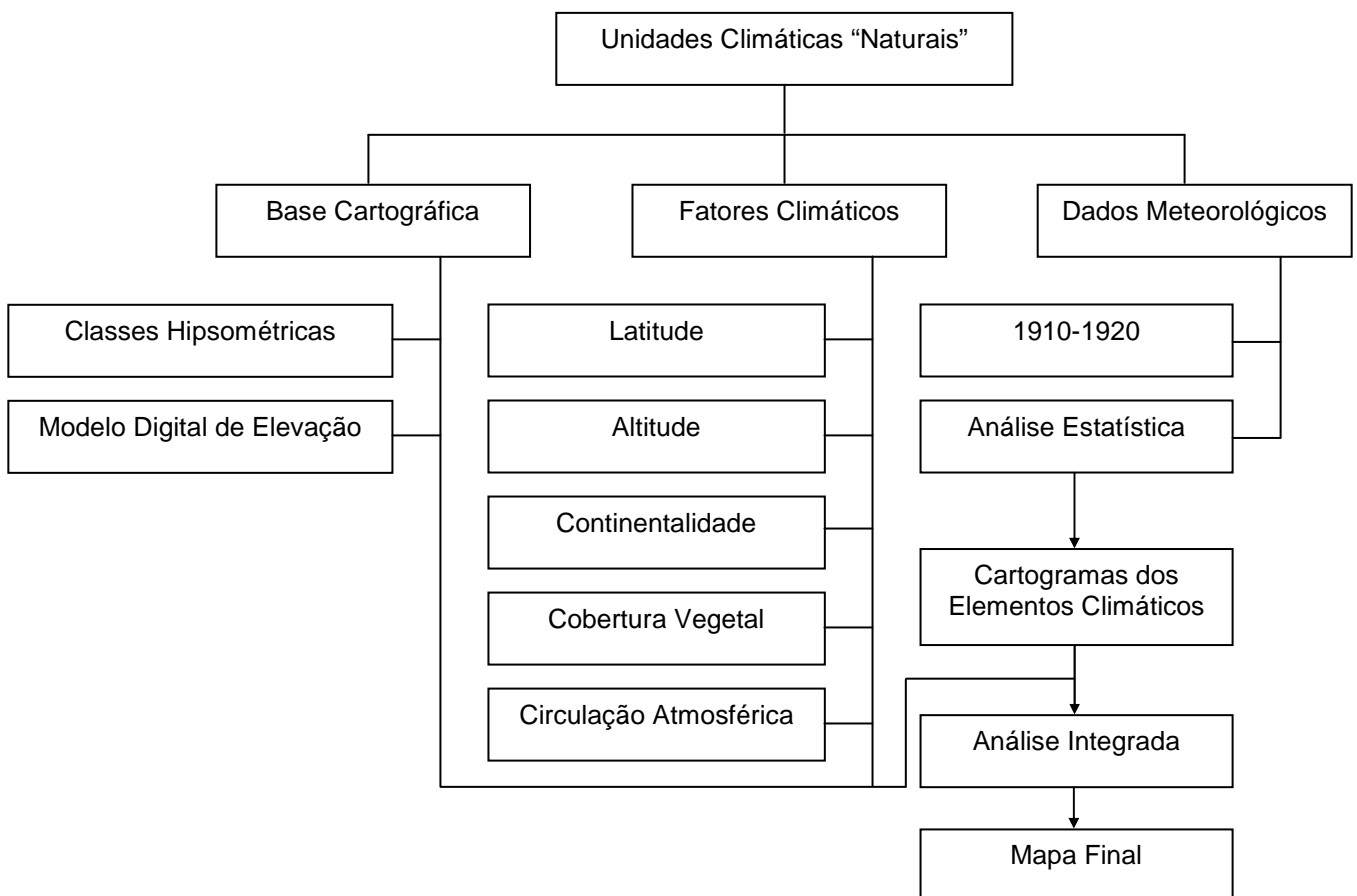 Unidades Climáticas “Naturais”
Base Cartográfica
Fatores Climáticos
Dados Meteorológicos
Classes Hipsométricas
Latitude
1910-1920
Modelo Digital de Elevação
Altitude
Análise Estatística
Continentalidade
Cartogramas dos
Elementos Climáticos
Cobertura Vegetal
Circulação Atmosférica
Análise Integrada
Mapa Final